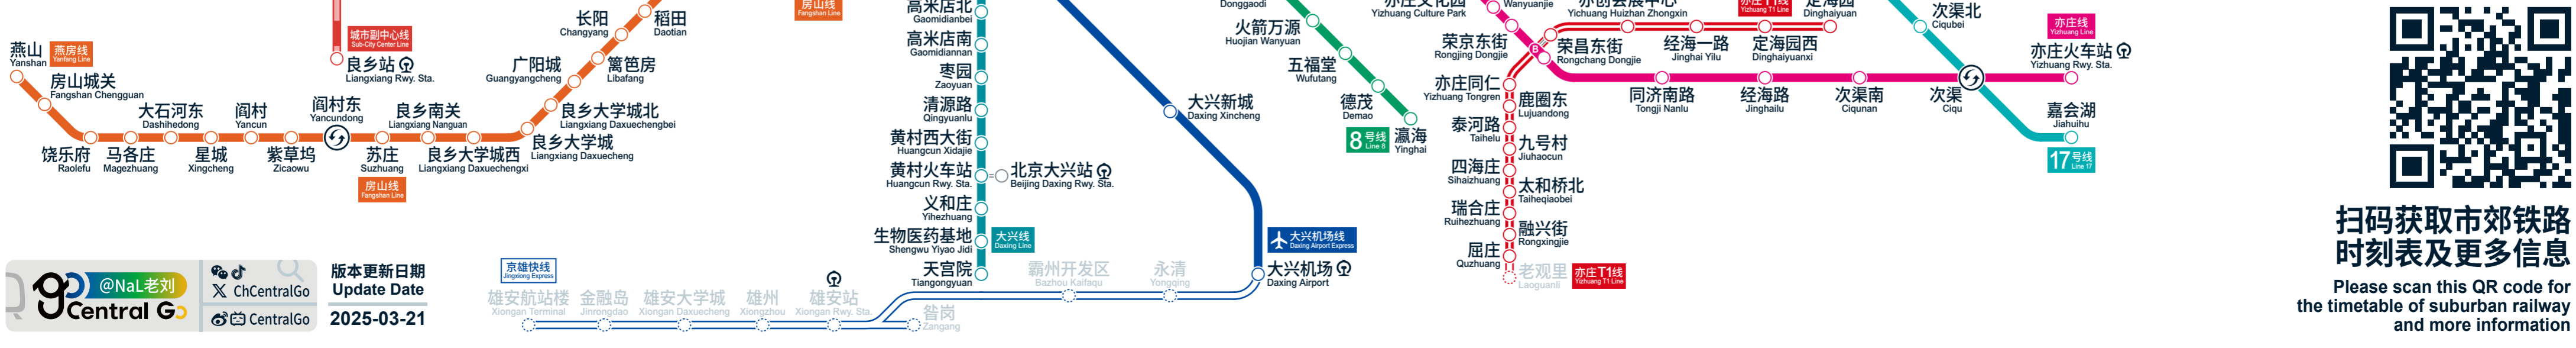 燕山
Yanshan
燕房线
Yanfang Line
房山城关
Fangshan Chengguan
饶乐府
Raolefu
马各庄
Magezhuang
大石河东
Dashihedong
星城
Xingcheng
阎村
Yancun
紫草坞
Zicaowu
阎村东
Yancundong
城市副中心线
Sub-City Center Line
良乡站
Liangxiang Rwy. Sta.
苏庄
Suzhuang
房山线
Fangshan Line
良乡南关
Liangxiang Nanguan
良乡大学城西
Liangxiang Daxuechengxi
良乡大学城
Liangxiang Daxuecheng
良乡大学城北
Liangxiang Daxuechengbei
广阳城
Guangyangcheng
篱笆房
Libafang
长阳
Changyang
稻田
Daotian
房山线
Fangshan Line
高米店北
Gaomidianbei
高米店南
Gaomidiannan
枣园
Zaoyuan
清源路
Qingyuanlu
黄村西大街
Huangcun Xidajie
黄村火车站
Huangcun Rwy. Sta.
北京大兴站
Beijing Daxing Rwy. Sta.
义和庄
Yihezhuang
生物医药基地
Shengwu Yiyao Jidi
大兴线
Daxing Line
天宫院
Tiangongyuan
大兴新城
Daxing Xincheng
大兴机场线
Daxing Airport Express
大兴机场
Daxing Airport
永清
Yongqing
霸州开发区
Bazhou Kaifaqu
昝岗
Zangang
雄安站
Xiongan Rwy. Sta.
雄州
Xiongzhou
雄安大学城
Xiongan Daxuecheng
金融岛
Jinrongdao
雄安航站楼
Xiongan Terminal
京雄快线
Jingxiong Express
Donggaodi
火箭万源
Huojian Wanyuan
五福堂
Wufutang
德茂
Demao
瀛海
Yinghai
8号线
Line 8
亦庄文化园
Yizhuang Culture Park
Wanyuanjie
荣京东街
Rongjing Dongjie
B
荣昌东街
Rongchang Dongjie
亦创会展中心
Yichuang Huizhan Zhongxin
经海一路
Jinghai Yilu
亦庄T1线
Yizhuang T1 Line
定海园西
Dinghaiyuanxi
定海园
Dinghaiyuan
亦庄同仁
Yizhuang Tongren
鹿圈东
Lujuandong
泰河路
Taihelu
九号村
Jiuhaocun
四海庄
Sihaizhuang
太和桥北
Taiheqiaobei
瑞合庄
Ruihezhuang
融兴街
Rongxingjie
屈庄
Quzhuang
老观里
Laoguanli
亦庄T1线
Yizhuang T1 Line
同济南路
Tongji Nanlu
经海路
Jinghailu
次渠南
Ciqunan
次渠
Ciqu
次渠北
Ciqubei
亦庄线
Yizhuang Line
亦庄火车站
Yizhuang Rwy. Sta.
嘉会湖
Jiahuihu
17号线
Line 17
@NaL老刘
Central Go
ChCentralGo
CentralGo
版本更新日期
Update Date
2025-03-21
扫码获取市郊铁路
时刻表及更多信息
Please scan this QR code for
the timetable of suburban railway
and more information